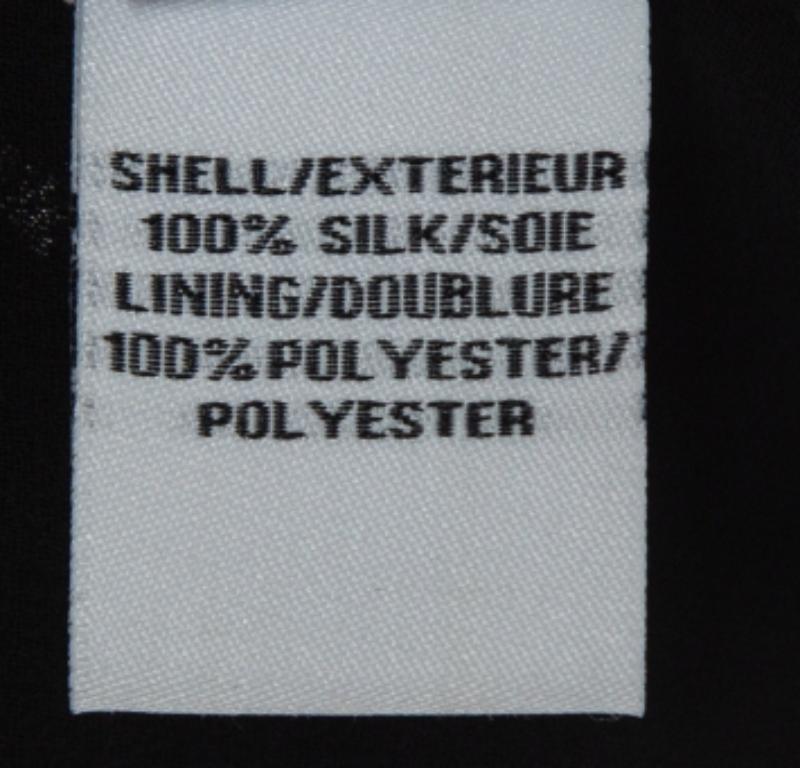 SHELL/EXTERIEUR
100% SILK/SOIE
LINING/DOUBLURE
100% POLYESTER/
POLYESTER